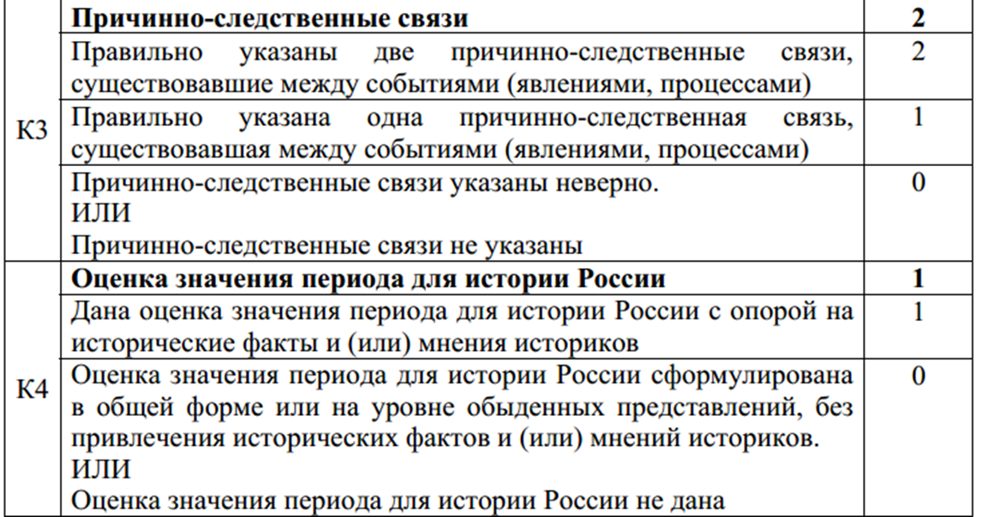 Причинно-следственные связи 2
Правильно указаны две причинно-следственные связи, 2
существовавшие между событиями (явлениями, процессами)
К3 Правильно указана одна причинно-следственная связь, 1
существовавшая между событиями (явлениями, процессами)
Причинно-следственные связи указаны неверно. 0
ИЛИ
Причинно-следственные связи не указаны
Оценка значения периода для истории России 1
Дана оценка значения периода для истории России с опорой на 1
исторические факты и (или) мнения историков
К4 Оценка значения периода для истории России сформулирована 0
в общей форме или на уровне обыденных представлений, без
привлечения исторических фактов и (или) мнений историков.
ИЛИ
Оценка значения периода для истории России не дана